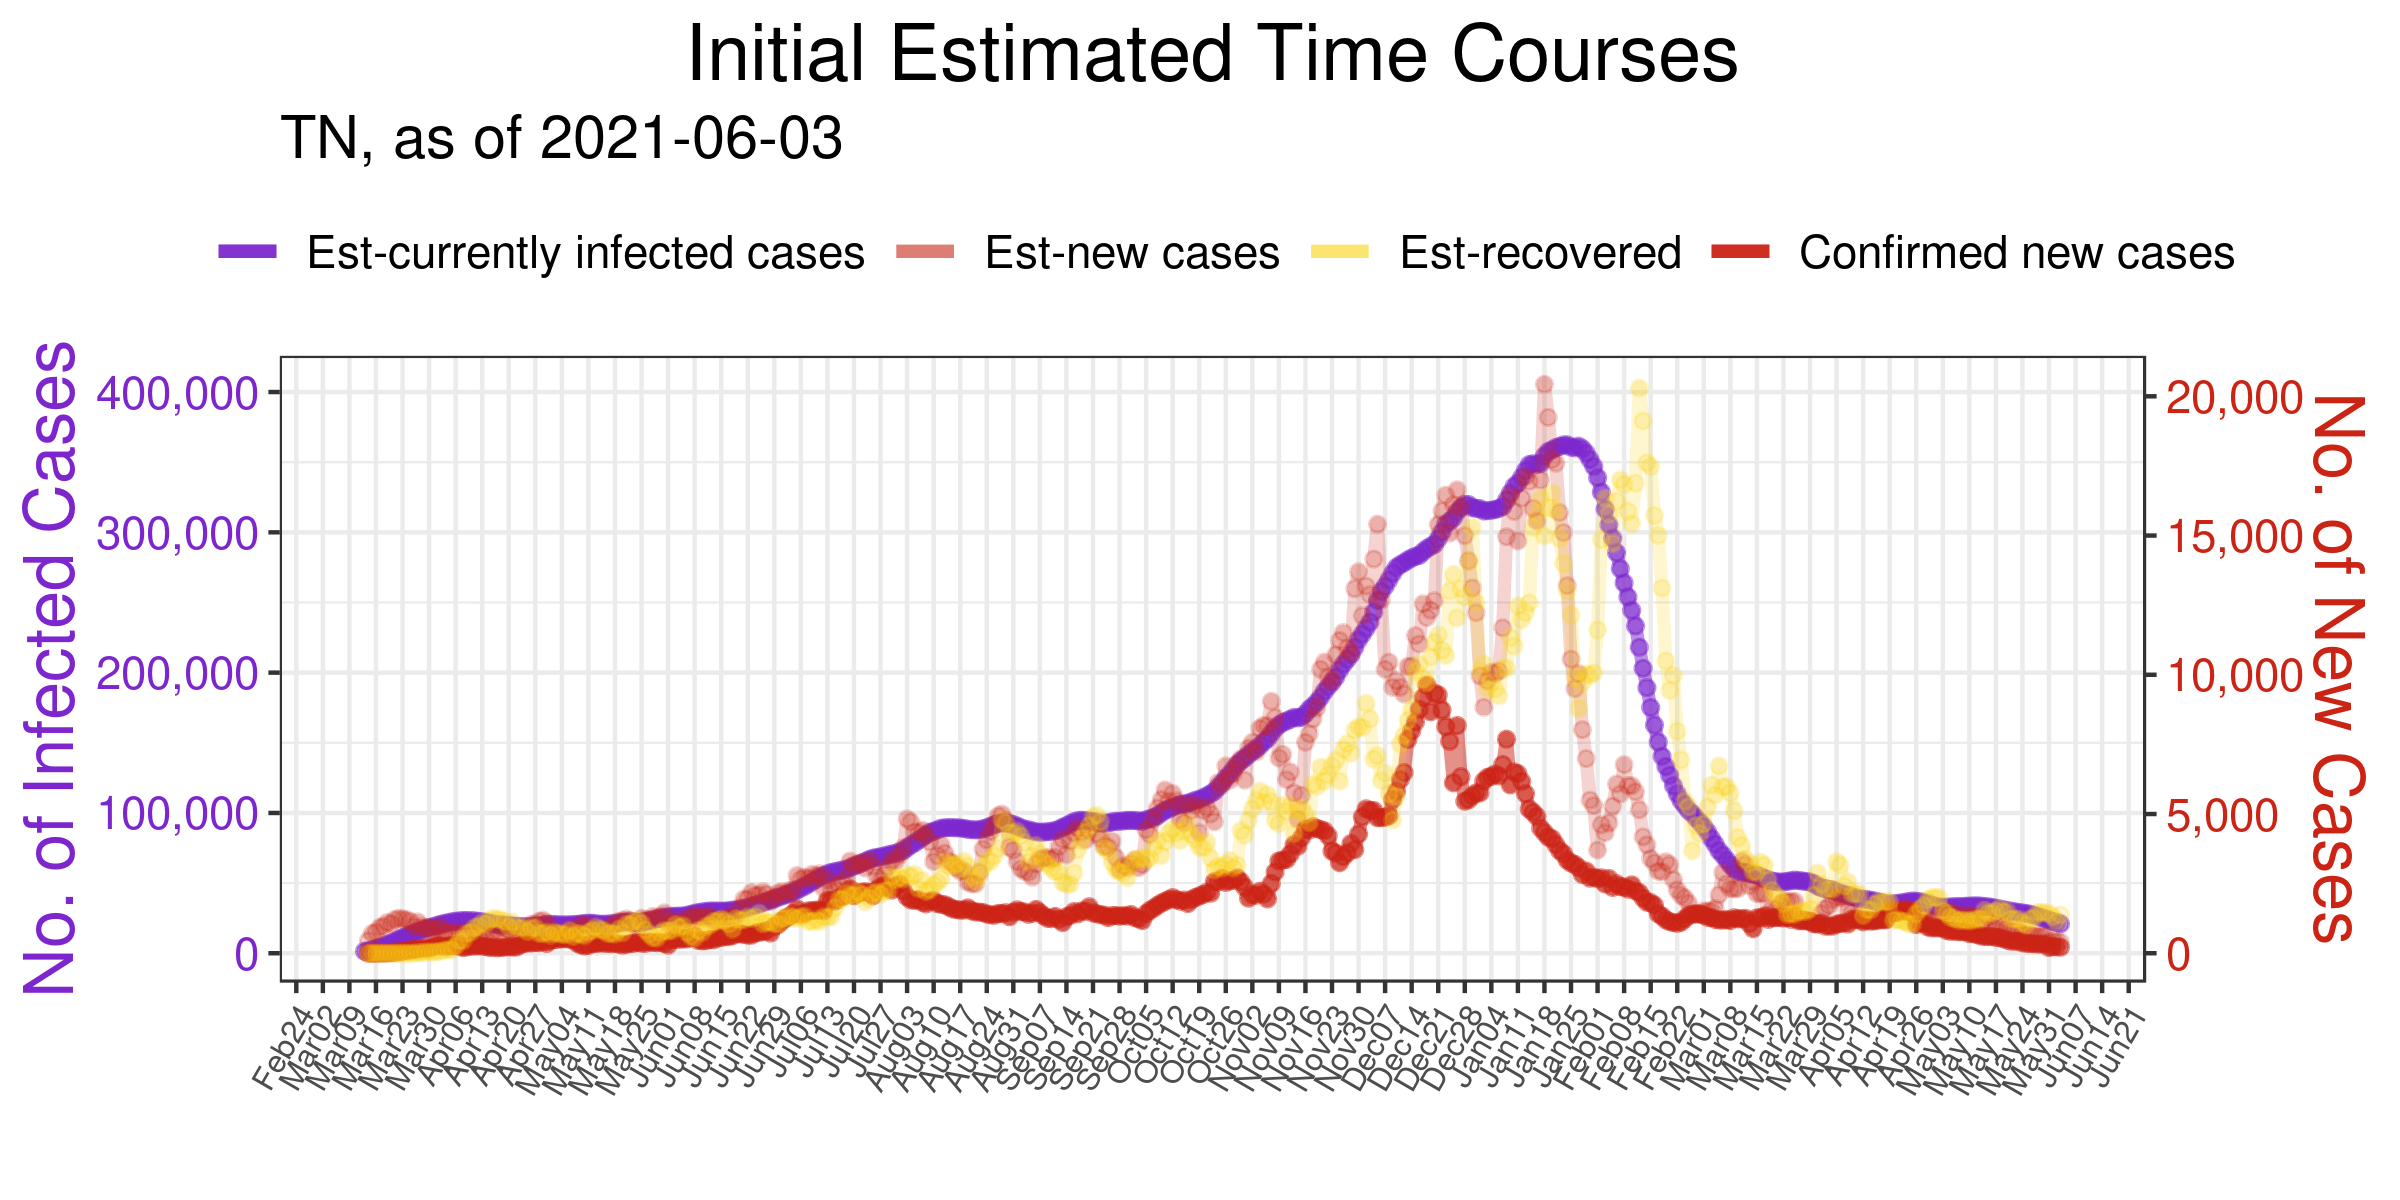 Initial Estimated Time Courses
TN, as of 2021-06-03
Est-currently infected cases Est-new cases Est-recovered Confirmed new cases
No. of Infected Cases
400,000
300,000
200,000
100,000
0
20,000
15,000
10,000
5,000
0
No. of New Cases
Feb24 Mar02 Mar09 Mar16 Mar23 Mar30 Apr06 Apr13 Apr20 Apr27 May04 May11 May18 May25 Jun01 Jun08 Jun15 Jun22 Jun29 Jul06 Jul13 Jul20 Jul27 Aug03 Aug10 Aug17 Aug24 Aug31 Sep07 Sep14 Sep21 Sep28 Oct05 Oct12 Oct19 Oct26 Nov02 Nov09 Nov16 Nov23 Nov30 Dec07 Dec14 Dec21 Dec28 Jan04 Jan11 Jan18 Jan25 Feb01 Feb08 Feb15 Feb22 Mar01 Mar08 Mar15 Mar22 Mar29 Apr05 Apr12 Apr19 Apr26 May03 May10 May17 May24 May31 Jun07 Jun14 Jun21